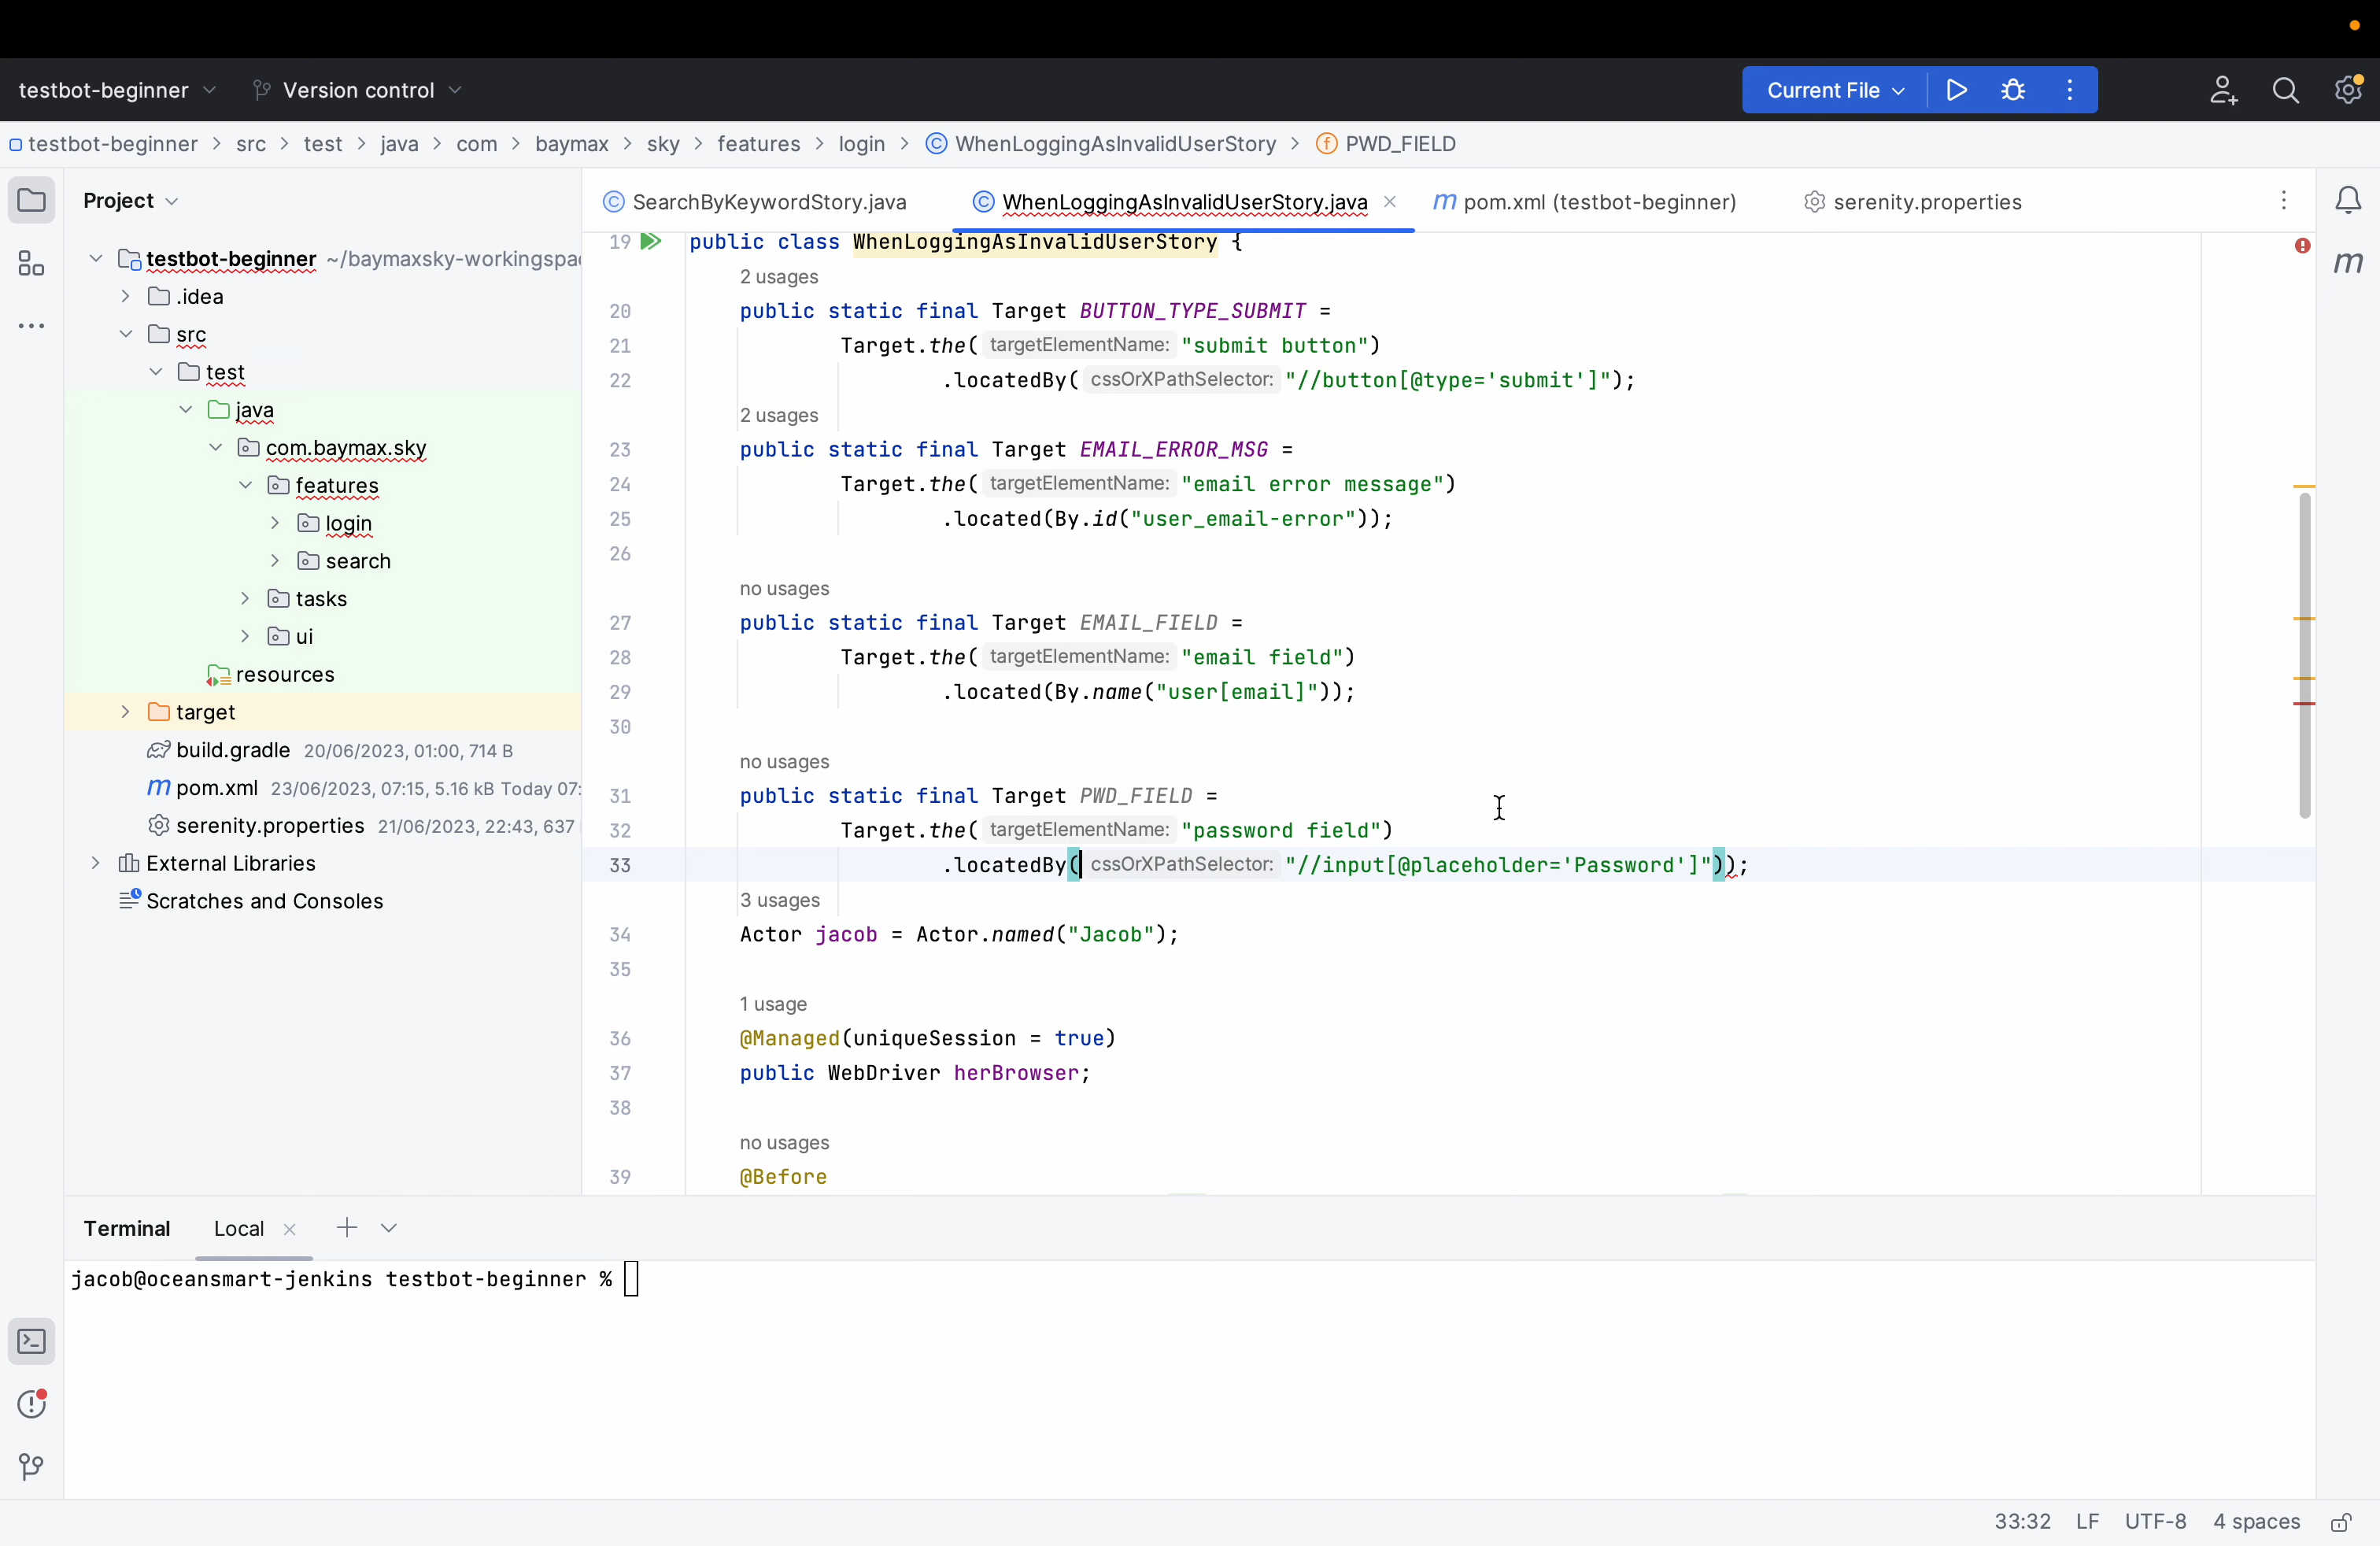 testbot-beginner Version control Current File
testbot-beginner > src > test > java > com > baymax > sky > features > login > WhenLoggingAsInvalidUserStory > PWD_FIELD
Project
testbot-beginner ~/baymaxsky-workingspa
.idea
src
test
java
com.baymax.sky
features
login
search
tasks
ui
resources
target
build.gradle 20/06/2023, 01:00, 714 B
pom.xml 23/06/2023, 07:15, 5.16 kB Today 07:
serenity.properties 21/06/2023, 22:43, 637
External Libraries
Scratches and Consoles
SearchByKeywordStory.java WhenLoggingAsInvalidUserStory.java pom.xml (testbot-beginner) serenity.properties
19 public class WhenLoggingAsInvalidUserStory {
2 usages
20 public static final Target BUTTON_TYPE_SUBMIT =
21 Target.the( targetElementName: "submit button")
22 .locatedBy( cssOrXPathSelector: "//button[@type='submit']");
2 usages
23 public static final Target EMAIL_ERROR_MSG =
24 Target.the( targetElementName: "email error message")
25 .located(By.id("user_email-error"));
26
no usages
27 public static final Target EMAIL_FIELD =
28 Target.the( targetElementName: "email field")
29 .located(By.name("user[email]"));
30
no usages
31 public static final Target PWD_FIELD =
32 Target.the( targetElementName: "password field")
33 .locatedBy( cssOrXPathSelector: "//input[@placeholder='Password']"));
3 usages
34 Actor jacob = Actor.named("Jacob");
35
1 usage
36 @Managed(uniqueSession = true)
37 public WebDriver herBrowser;
38
no usages
39 @Before
Terminal Local
jacob@oceansmart-jenkins testbot-beginner %
33:32 LF UTF-8 4 spaces